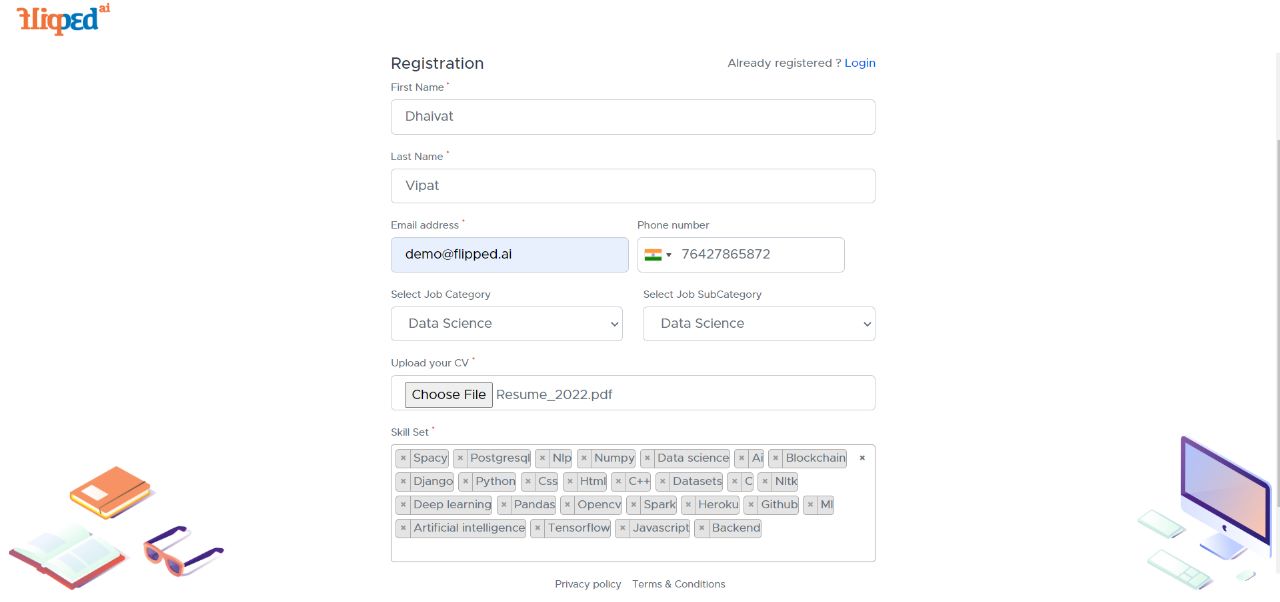 flipped ai
Registration Already registered ? Login
First Name *
Dhaivat
Last Name *
Vipat
Email address * Phone number
demo@flipped.ai 76427865872
Select Job Category Select Job SubCategory
Data Science Data Science
Upload your CV *
Choose File Resume_2022.pdf
Skill Set *
× Spacy × Postgresql × Nlp × Numpy × Data science × Ai × Blockchain ×
× Django × Python × Css × Html × C++ × Datasets × C × Nltk
× Deep learning × Pandas × Opencv × Spark × Heroku × Github × Ml
× Artificial intelligence × Tensorflow × Javascript × Backend
Privacy policy Terms & Conditions